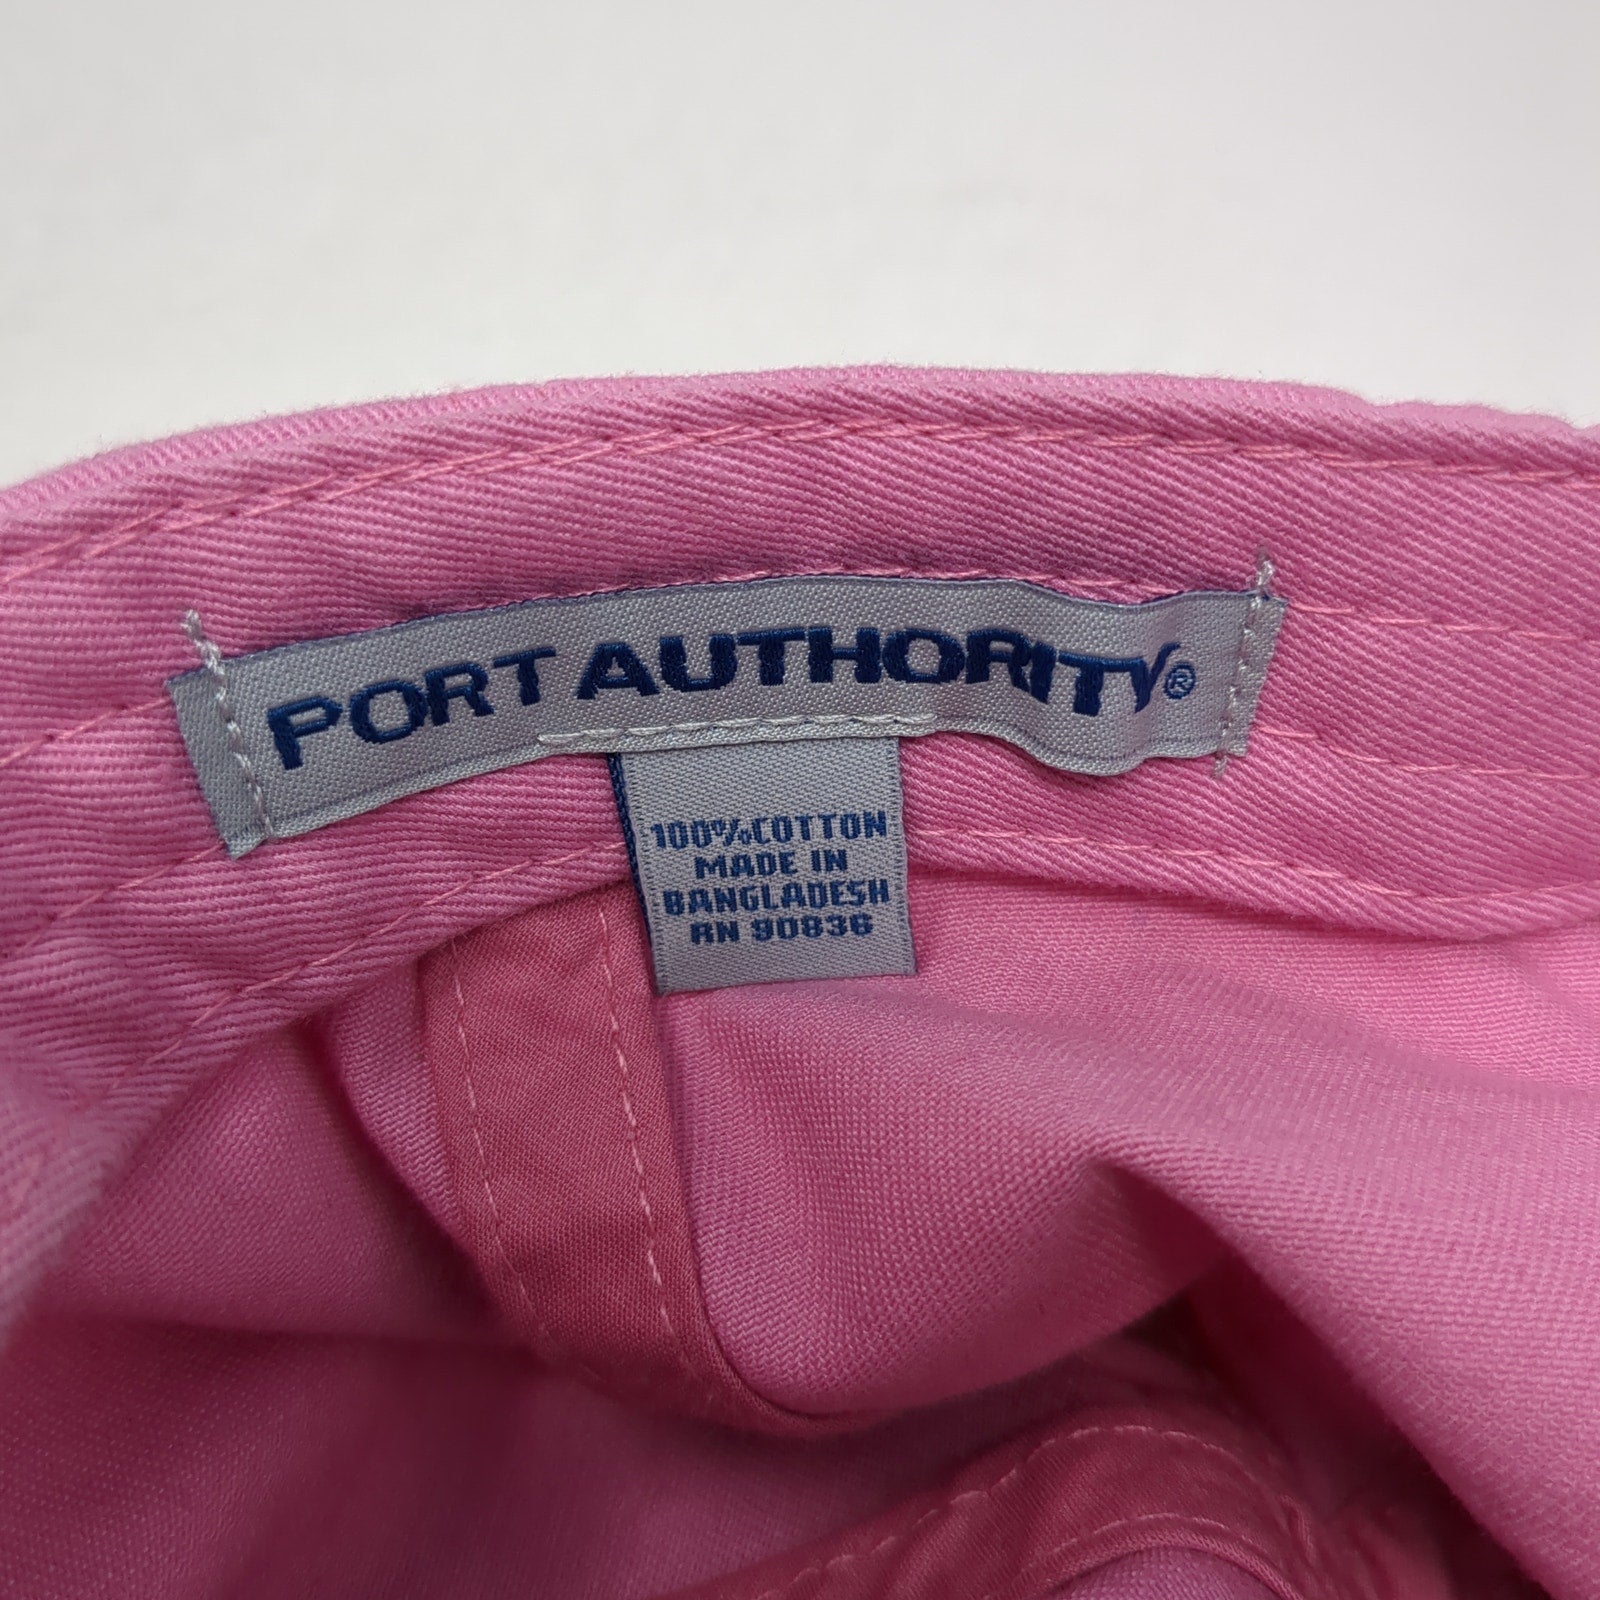 PORT AUTHORITY®
100% COTTON
MADE IN
BANGLADESH
RN 90836